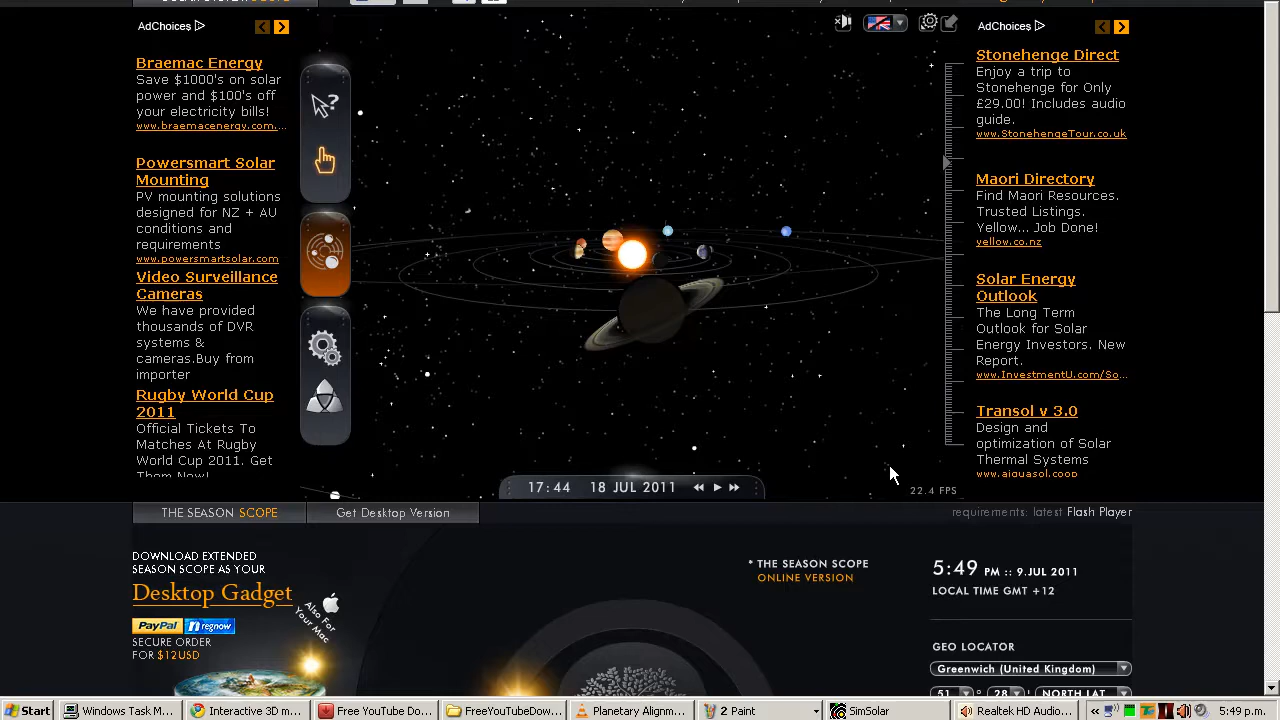 AdChoices
Braemac Energy
Save $1000's on solar
power and $100's off
your electricity bills!
www.braemacenergy.com....
Powersmart Solar
Mounting
PV mounting solutions
designed for NZ + AU
conditions and
requirements
www.powersmartsolar.com
Video Surveillance
Cameras
We have provided
thousands of DVR
systems &
cameras.Buy from
importer
Rugby World Cup
2011
Official Tickets To
Matches At Rugby
World Cup 2011. Get
Them Now!
?
17:44 18 JUL 2011
22.4 FPS
AdChoices
Stonehenge Direct
Enjoy a trip to
Stonehenge for Only
£29.00! Includes audio
guide.
www.StonehengeTour.co.uk
Maori Directory
Find Maori Resources.
Trusted Listings.
Yellow... Job Done!
yellow.co.nz
Solar Energy
Outlook
The Long Term
Outlook for Solar
Energy Investors. New
Report.
www.InvestmentU.com/So...
Transol v 3.0
Design and
optimization of Solar
Thermal Systems
www.aiguasol.coop
THE SEASON SCOPE
Get Desktop Version
requirements: latest Flash Player
DOWNLOAD EXTENDED
SEASON SCOPE AS YOUR
Desktop Gadget
Also For
Your Mac
PayPal regnow
SECURE ORDER
FOR $12USD
* THE SEASON SCOPE
ONLINE VERSION
5:49 PM :: 9.JUL 2011
LOCAL TIME GMT +12
GEO LOCATOR
Greenwich (United Kingdom)
51 ° 28 ' NORTH LAT
Start
Windows Task M...
Interactive 3D m...
Free YouTube Do...
FreeYouTubeDow...
Planetary Alignm...
2 Paint
SimSolar
Realtek HD Audio...
5:49 p.m.